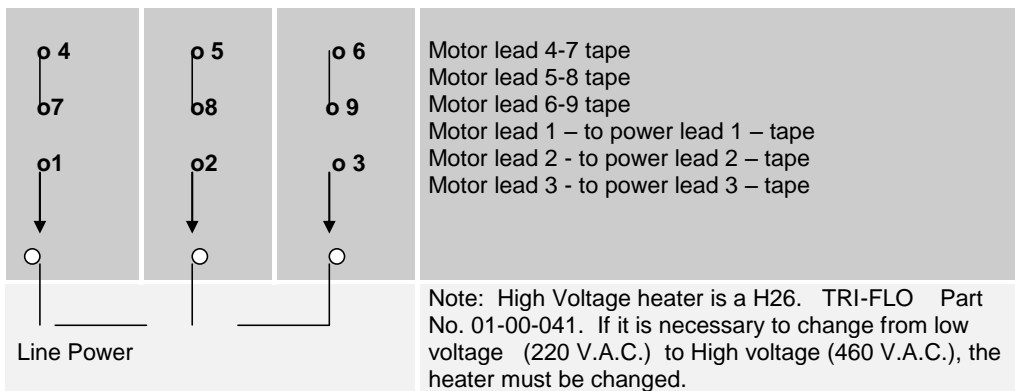 o 4 o 5 o 6
o7 o8 o 9
o1 o2 o 3
Motor lead 4-7 tape
Motor lead 5-8 tape
Motor lead 6-9 tape
Motor lead 1 – to power lead 1 – tape
Motor lead 2 - to power lead 2 – tape
Motor lead 3 - to power lead 3 – tape
Line Power
Note: High Voltage heater is a H26. TRI-FLO Part
No. 01-00-041. If it is necessary to change from low
voltage (220 V.A.C.) to High voltage (460 V.A.C.), the
heater must be changed.